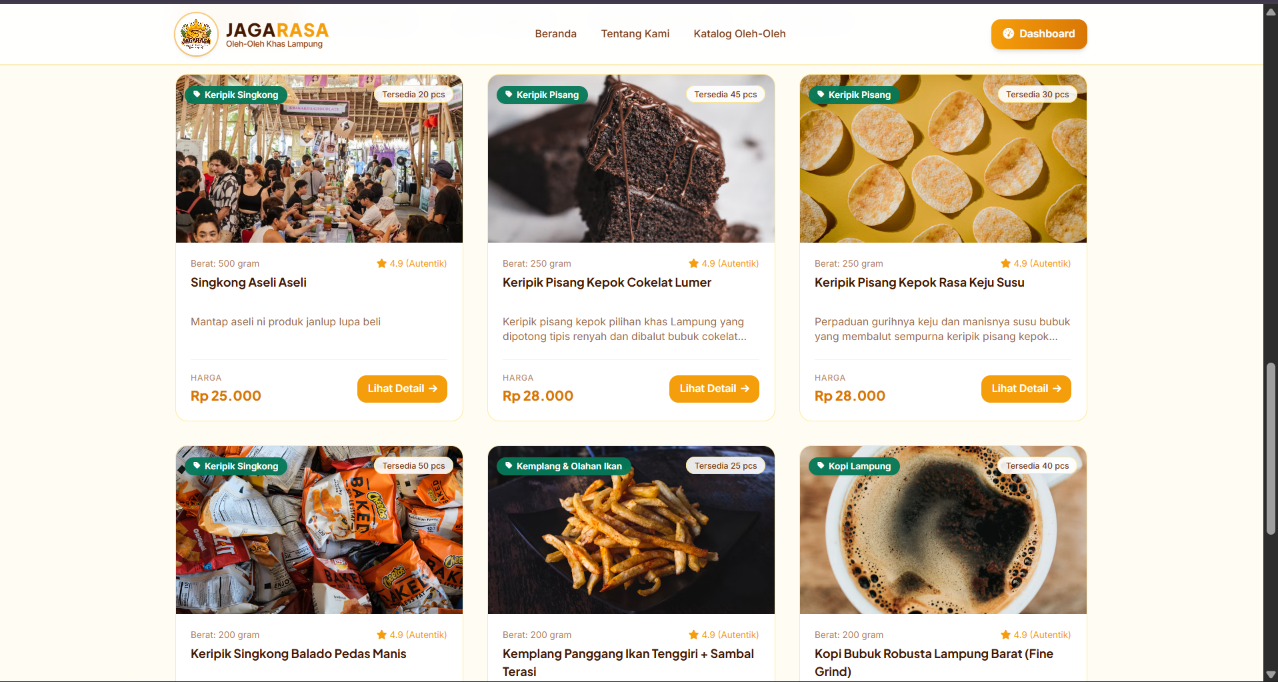 JAGARASA
Oleh-Oleh Khas Lampung
Beranda
Tentang Kami
Katalog Oleh-Oleh
Dashboard
Keripik Singkong
Tersedia 20 pcs
Berat: 500 gram
4.9 (Autentik)
Singkong Aseli Aseli
Mantap aseli ni produk janlup lupa beli
HARGA
Rp 25.000
Lihat Detail →
Keripik Pisang
Tersedia 45 pcs
Berat: 250 gram
4.9 (Autentik)
Keripik Pisang Kepok Cokelat Lumer
Keripik pisang kepok pilihan khas Lampung yang
dipotong tipis renyah dan dibalut bubuk cokelat...
HARGA
Rp 28.000
Lihat Detail →
Keripik Pisang
Tersedia 30 pcs
Berat: 250 gram
4.9 (Autentik)
Keripik Pisang Kepok Rasa Keju Susu
Perpaduan gurihnya keju dan manisnya susu bubuk
yang membalut sempurna keripik pisang kepok...
HARGA
Rp 28.000
Lihat Detail →
Keripik Singkong
Tersedia 50 pcs
BAKED
Cheetos
BAKED
Cheetos
Berat: 200 gram
4.9 (Autentik)
Keripik Singkong Balado Pedas Manis
Kemplang & Olahan Ikan
Tersedia 25 pcs
Berat: 200 gram
4.9 (Autentik)
Kemplang Panggang Ikan Tenggiri + Sambal
Terasi
Kopi Lampung
Tersedia 40 pcs
Berat: 200 gram
4.9 (Autentik)
Kopi Bubuk Robusta Lampung Barat (Fine
Grind)